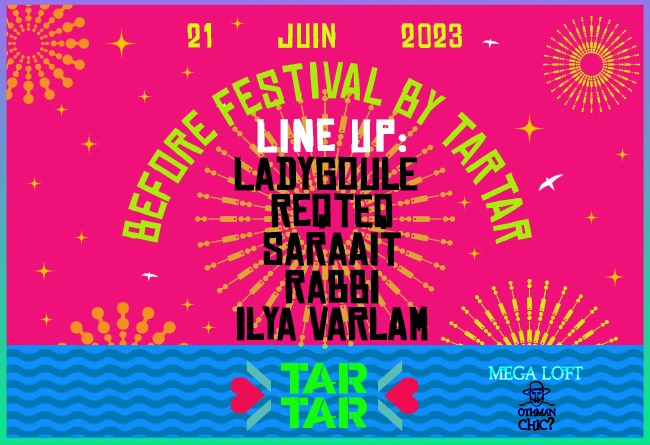 21 JUIN 2023
BEFORE FESTIVAL BY TARTAR
LINE UP:
LADYGOULE
REQTEQ
SARAAIT
RABBI
ILYA VARLAM
TAR
TAR
MEGA LOFT
OTHMAN
CHIC?